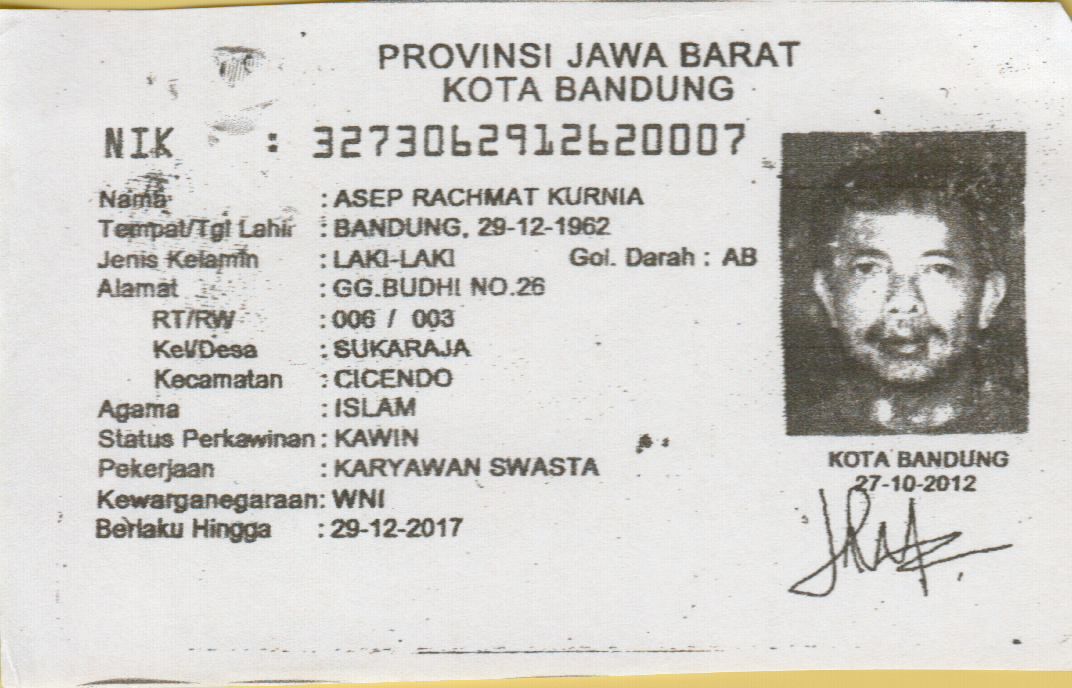 PROVINSI JAWA BARAT
KOTA BANDUNG
NIK : 3273062912620007
Nama : ASEP RACHMAT KURNIA
Tempat/Tgl Lahir : BANDUNG, 29-12-1962
Jenis Kelamin : LAKI-LAKI Gol. Darah : AB
Alamat : GG.BUDHI NO.26
RT/RW : 006 / 003
Kel/Desa : SUKARAJA
Kecamatan : CICENDO
Agama : ISLAM
Status Perkawinan : KAWIN
Pekerjaan : KARYAWAN SWASTA
Kewarganegaraan: WNI
Berlaku Hingga : 29-12-2017
KOTA BANDUNG
27-10-2012